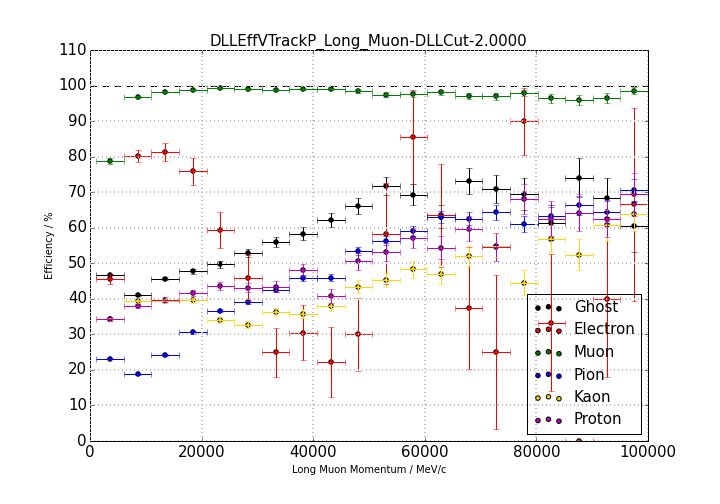 DLLEffVTrackP_Long_Muon-DLLCut-2.0000
110
100
90
80
70
60
50
40
30
20
10
0
Efficiency / %
Ghost
Electron
Muon
Pion
Kaon
Proton
0 20000 40000 60000 80000 100000
Long Muon Momentum / MeV/c